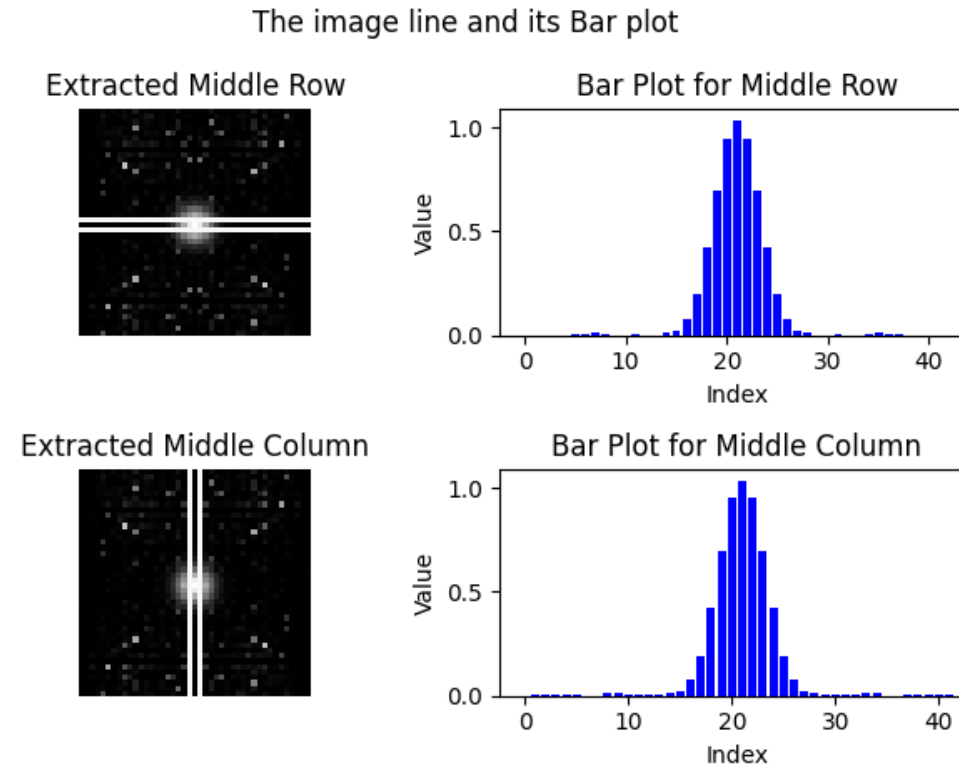 The image line and its Bar plot
Extracted Middle Row
Bar Plot for Middle Row
1.0
0.5
0.0
Value
0 10 20 30 40
Index
Extracted Middle Column
Bar Plot for Middle Column
1.0
0.5
0.0
Value
0 10 20 30 40
Index